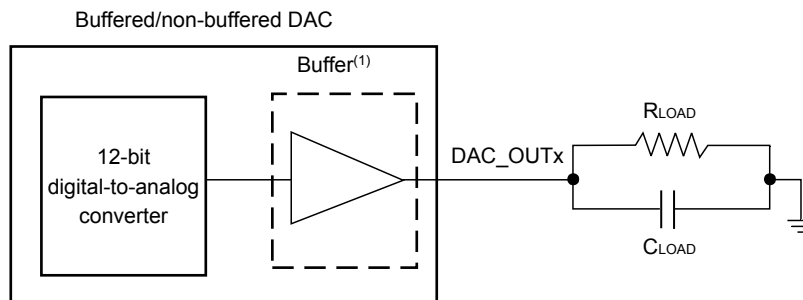 Buffered/non-buffered DAC
Buffer(1)
12-bit
digital-to-analog
converter
DAC_OUTx
RLOAD
CLOAD